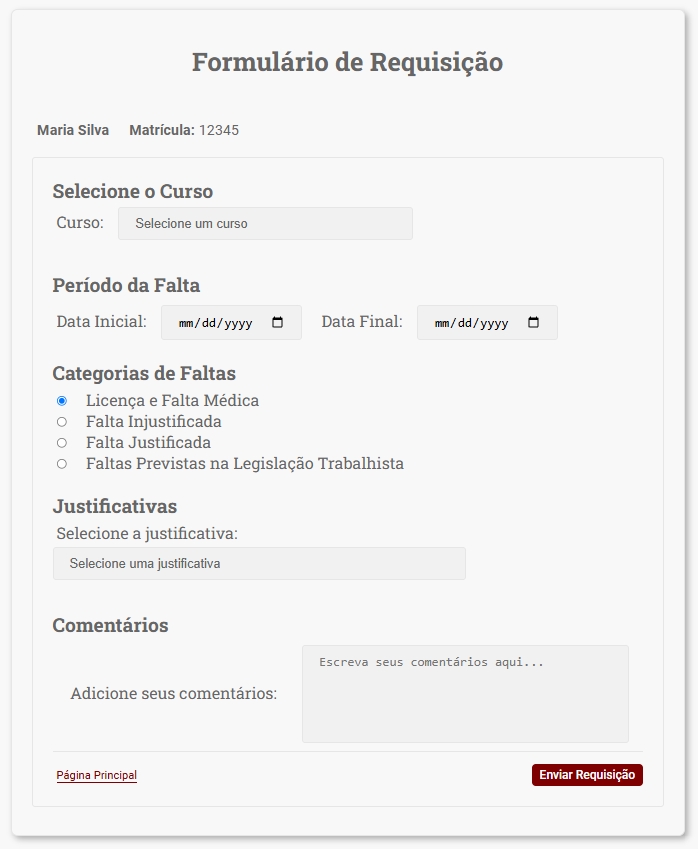 Formulário de Requisição
Maria Silva Matrícula: 12345
Selecione o Curso
Curso: Selecione um curso
Período da Falta
Data Inicial: mm/dd/yyyy Data Final: mm/dd/yyyy
Categorias de Faltas
Licença e Falta Médica
Falta Injustificada
Falta Justificada
Faltas Previstas na Legislação Trabalhista
Justificativas
Selecione a justificativa:
Selecione uma justificativa
Comentários
Escreva seus comentários aqui...
Adicione seus comentários:
Página Principal Enviar Requisição